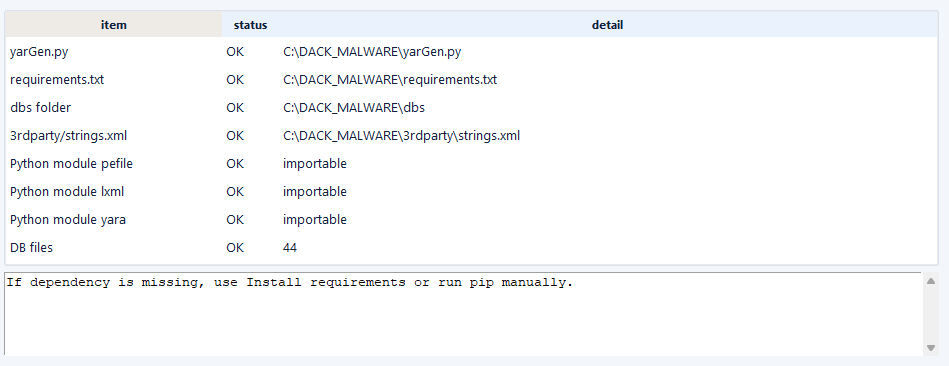 item status detail
yarGen.py OK C:\DACK_MALWARE\yarGen.py
requirements.txt OK C:\DACK_MALWARE\requirements.txt
dbs folder OK C:\DACK_MALWARE\dbs
3rdparty/strings.xml OK C:\DACK_MALWARE\3rdparty\strings.xml
Python module pefile OK importable
Python module lxml OK importable
Python module yara OK importable
DB files OK 44
If dependency is missing, use Install requirements or run pip manually.